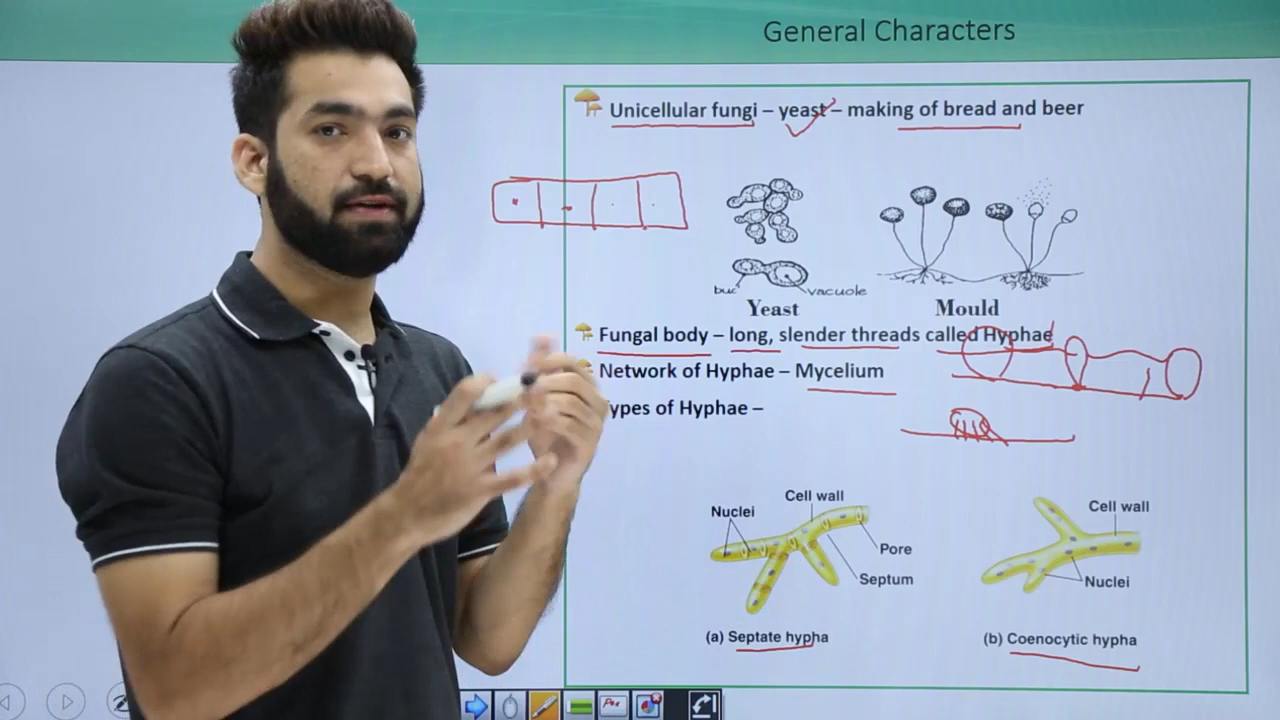 General Characters
Unicellular fungi – yeast – making of bread and beer
vacuole
Yeast
Mould
Fungal body – long, slender threads called Hyphae
Network of Hyphae – Mycelium
ypes of Hyphae –
Cell wall
Nuclei
Pore
Septum
(a) Septate hypha
Cell wall
Nuclei
(b) Coenocytic hypha